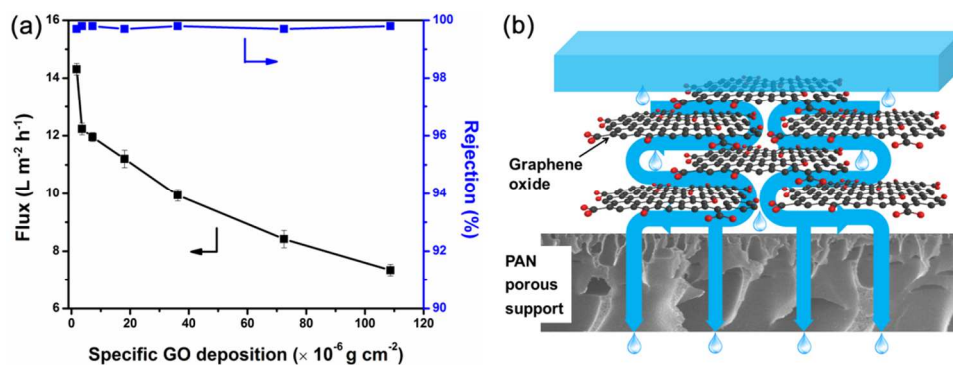 (a)
16
14
12
10
8
6
Flux (L m⁻² h⁻¹)
0 20 40 60 80 100 120
Specific GO deposition (× 10⁻⁶ g cm⁻²)
100
98
96
94
92
90
Rejection (%)
(b)
Graphene
oxide
PAN
porous
support